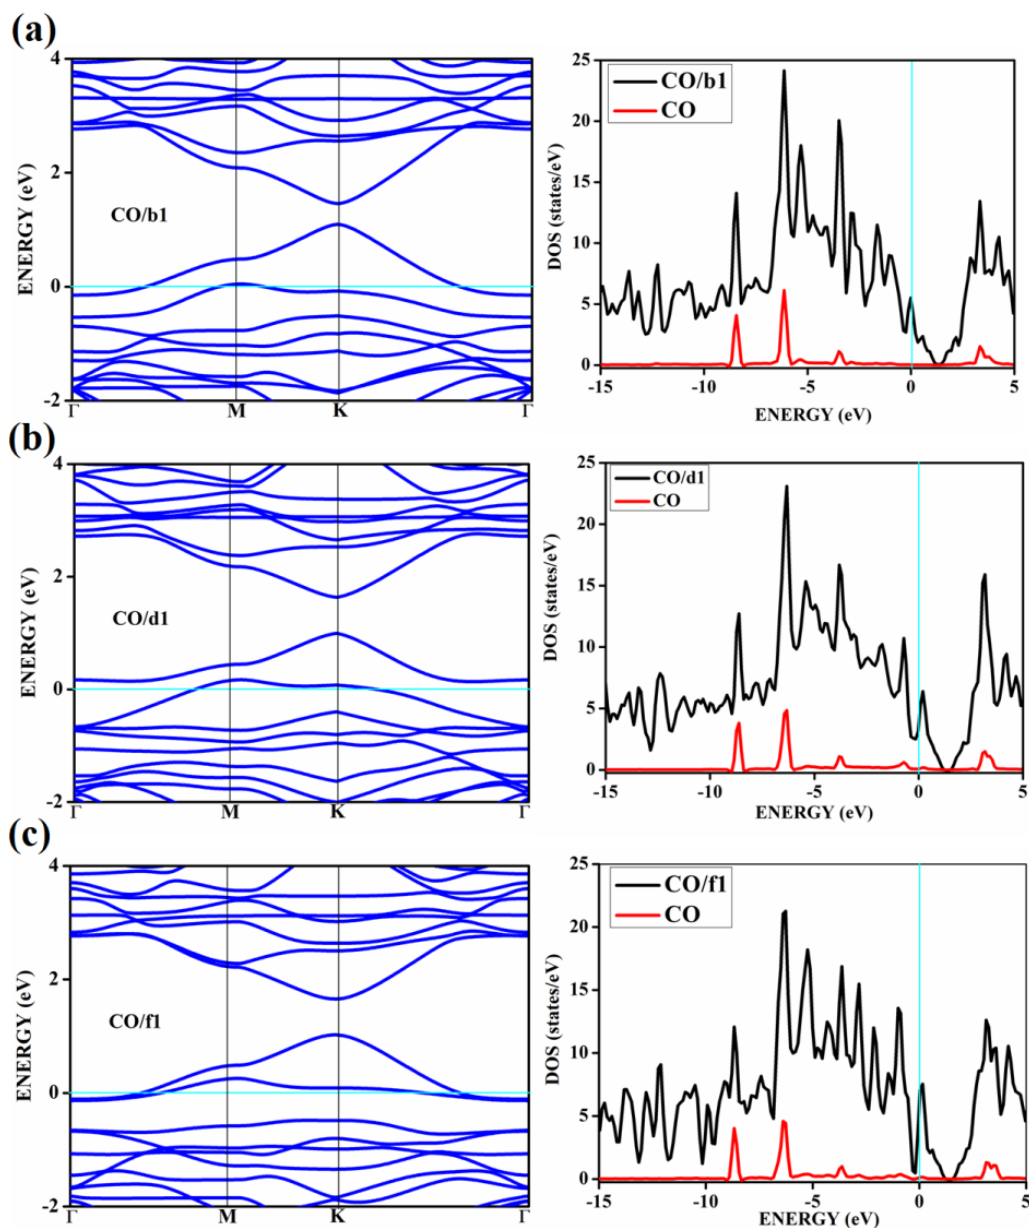 (a)
ENERGY (eV)
4
2
0
-2
CO/b1
Γ M K Γ
DOS (states/eV)
25
20
15
10
5
0
CO/b1
CO
-15 -10 -5 0 5
ENERGY (eV)
(b)
ENERGY (eV)
4
2
0
-2
CO/d1
Γ M K Γ
DOS (states/eV)
25
20
15
10
5
0
CO/d1
CO
-15 -10 -5 0 5
ENERGY (eV)
(c)
ENERGY (eV)
4
2
0
-2
CO/f1
Γ M K Γ
DOS (states/eV)
25
20
15
10
5
0
CO/f1
CO
-15 -10 -5 0 5
ENERGY (eV)